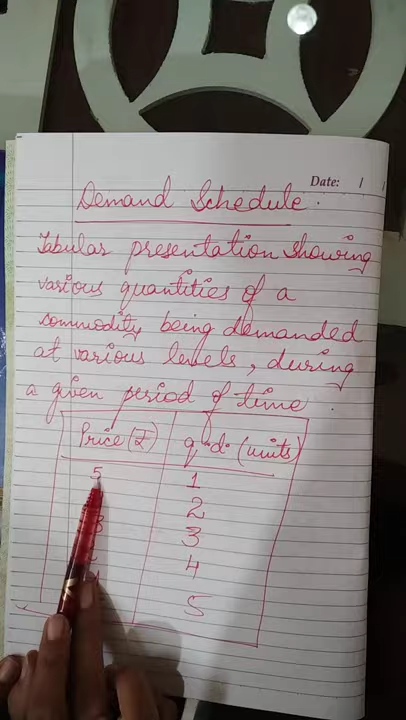 Date: / /
Demand Schedule.
Tabular presentation showing
various quantities of a
commodity being demanded
at various levels, during
a given period of time.
Price (₹) q.d. (units)
5 1
2
3 3
4
5